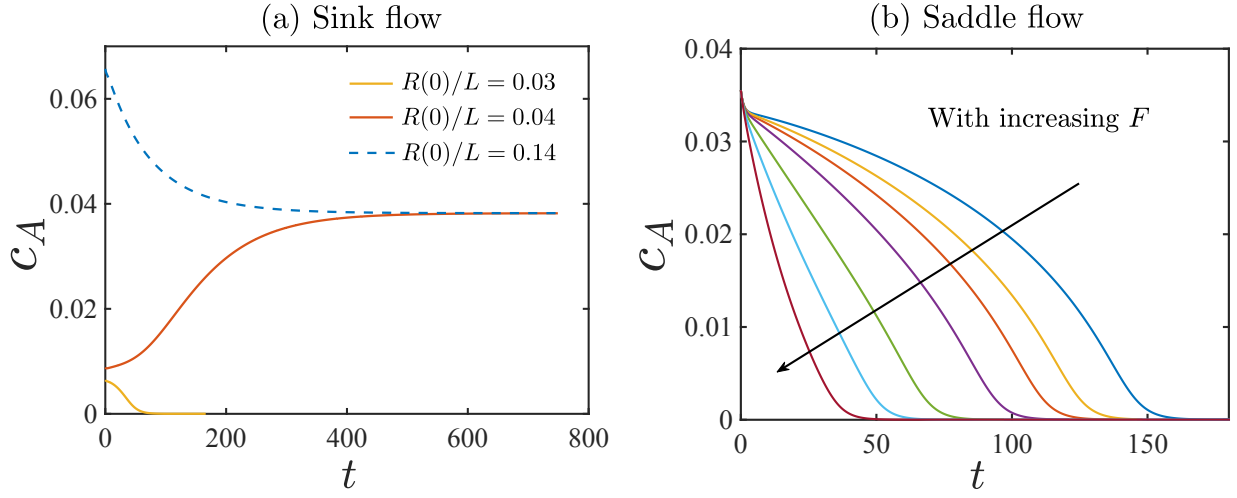 (a) Sink flow
R(0)/L = 0.03
R(0)/L = 0.04
R(0)/L = 0.14
0.06
0.04
0.02
0
c_A
0
200
400
600
800
t
(b) Saddle flow
With increasing F
0.04
0.03
0.02
0.01
0
c_A
0
50
100
150
t